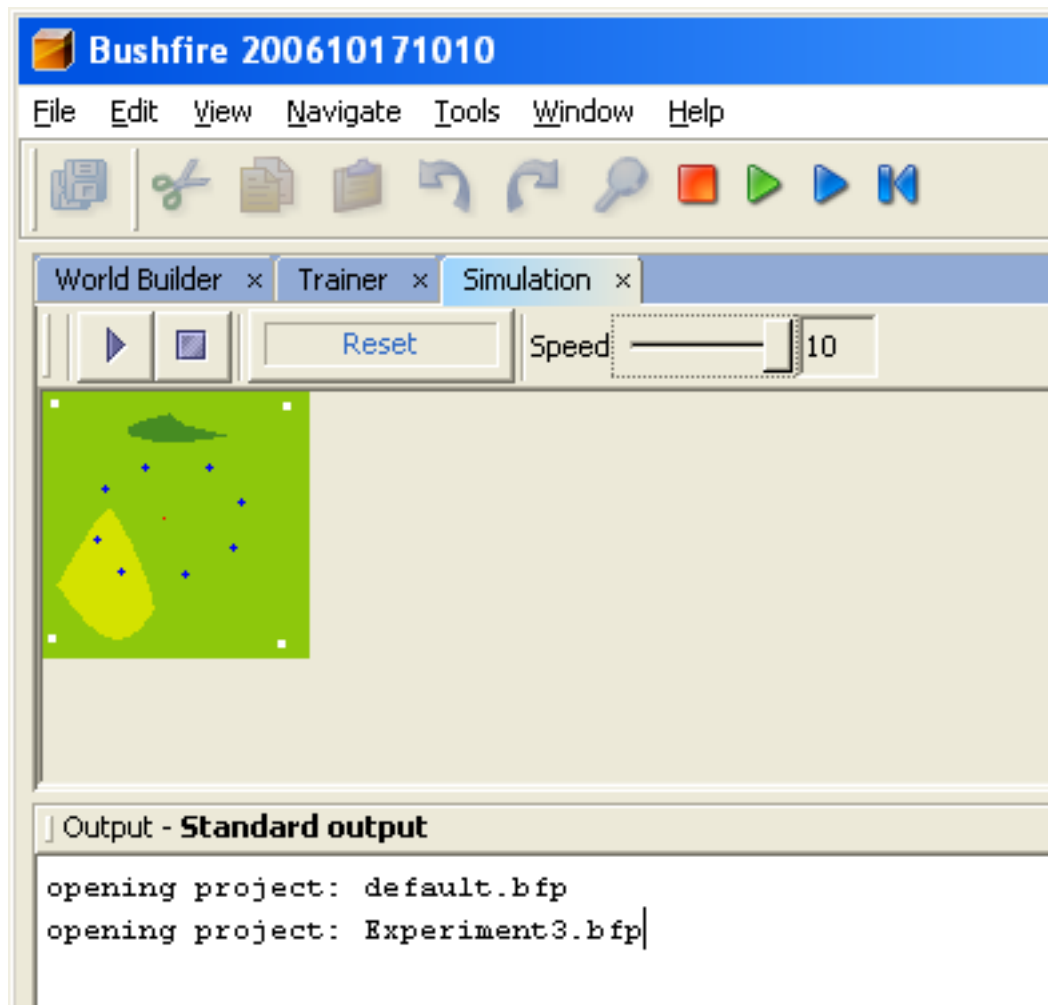 Bushfire 200610171010
File Edit View Navigate Tools Window Help
World Builder × Trainer × Simulation ×
Reset Speed 10
Output - Standard output
opening project: default.bfp
opening project: Experiment3.bfp